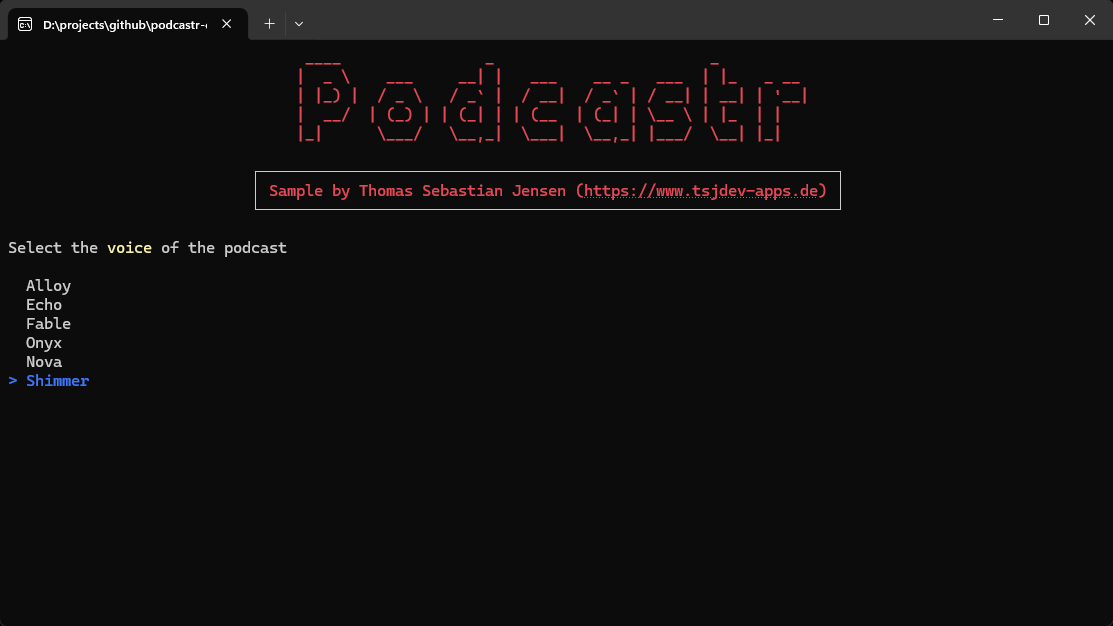 D:\projects\github\podcastr-
Podcastr
Sample by Thomas Sebastian Jensen (https://www.tsjdev-apps.de)
Select the voice of the podcast
Alloy
Echo
Fable
Onyx
Nova
> Shimmer